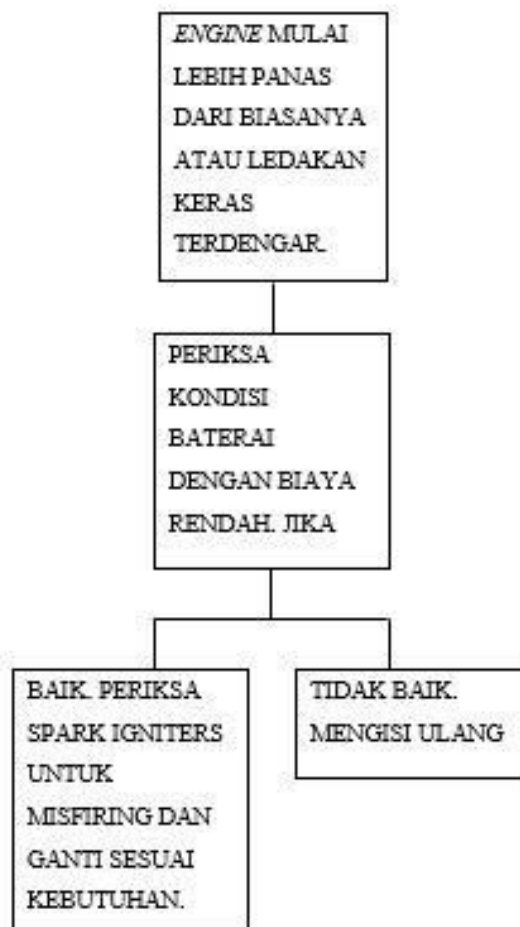 ENGINE MULAI
LEBIH PANAS
DARI BIASANYA
ATAU LEDAKAN
KERAS
TERDENGAR.
PERIKSA
KONDISI
BATERAI
DENGAN BIAYA
RENDAH. JIKA
BAIK. PERIKSA
SPARK IGNITERS
UNTUK
MISFIRING DAN
GANTI SESUAI
KEBUTUHAN.
TIDAK BAIK.
MENGISI ULANG